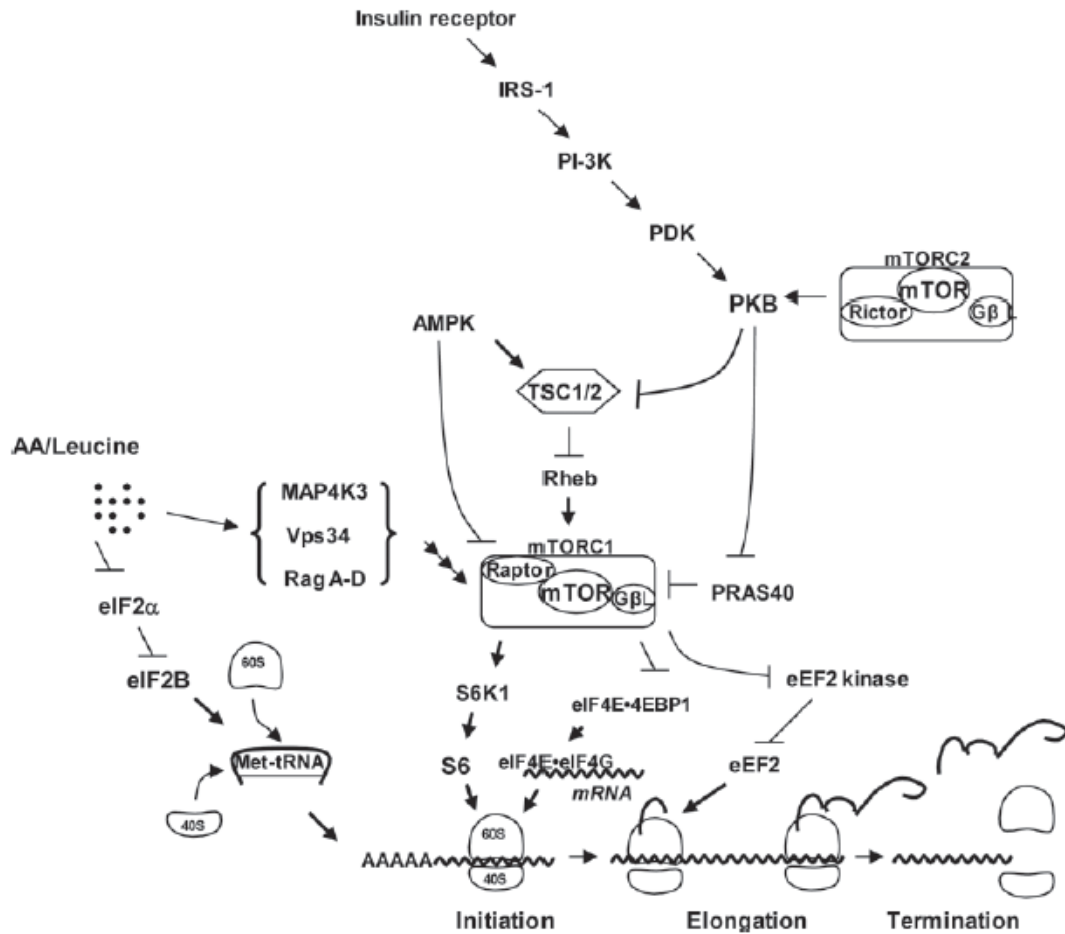 Insulin receptor
IRS-1
PI-3K
PDK
mTORC2
mTOR
PKB
Rictor
GβL
AMPK
TSC1/2
AA/Leucine
Rheb
MAP4K3
Vps34
mTORC1
Raptor
RagA-D
mTOR
GβL
PRAS40
eIF2α
60S
eIF2B
S6K1
eIF4E•4EBP1
eEF2 kinase
Met-tRNA
S6
eIF4E•eIF4G
eEF2
mRNA
40S
60S
AAAAA
40S
Initiation
Elongation
Termination